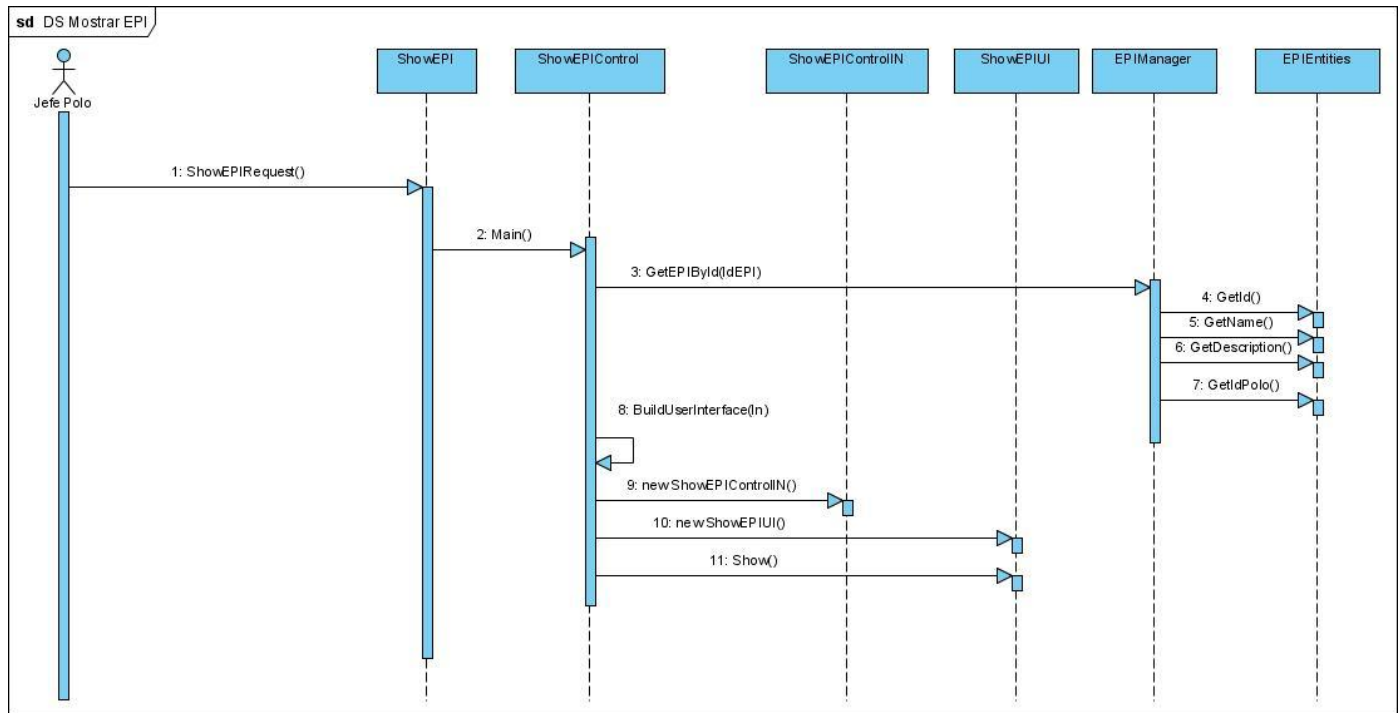 sd DS Mostrar EPI
Jefe Polo
ShowEPI
ShowEPIControl
ShowEPIControlIN
ShowEPIUI
EPIManager
EPIEntities
1: ShowEPIRequest()
2: Main()
3: GetEPIById(IdEPI)
4: GetId()
5: GetName()
6: GetDescription()
7: GetIdPolo()
8: BuildUserInterface(In)
9: newShowEPIControlIN()
10: newShowEPIUI()
11: Show()